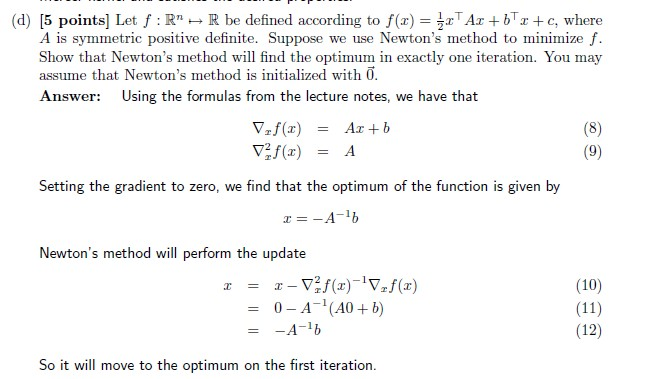 (d) [5 points] Let f : ℝⁿ ↦ ℝ be defined according to f(x) = ½xᵀAx + bᵀx + c, where
A is symmetric positive definite. Suppose we use Newton's method to minimize f.
Show that Newton's method will find the optimum in exactly one iteration. You may
assume that Newton's method is initialized with 0⃗.
Answer: Using the formulas from the lecture notes, we have that
∇ₓf(x) = Ax + b (8)
∇²ₓf(x) = A (9)
Setting the gradient to zero, we find that the optimum of the function is given by
x = −A⁻¹b
Newton's method will perform the update
x = x − ∇²ₓf(x)⁻¹∇ₓf(x) (10)
= 0 − A⁻¹(A0 + b) (11)
= −A⁻¹b (12)
So it will move to the optimum on the first iteration.